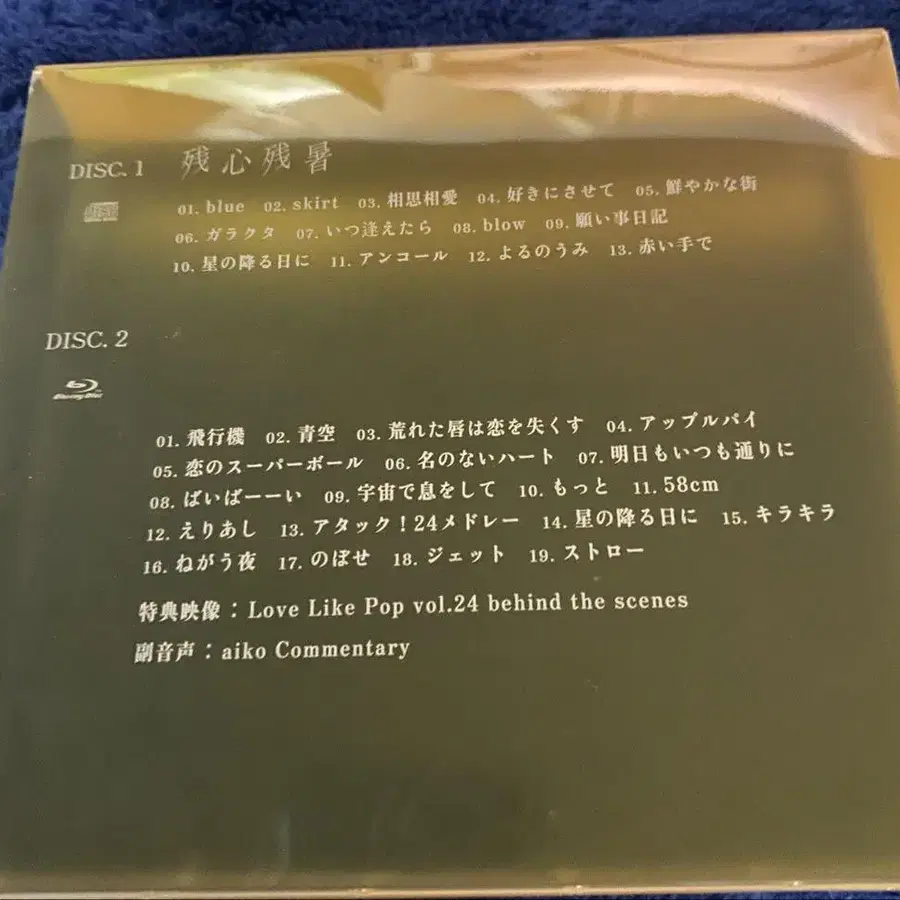 DISC. 1 残心残暑
COMPACT disc
01. blue 02. skirt 03. 相思相愛 04. 好きにさせて 05. 鮮やかな街
06. ガラクタ 07. いつ逢えたら 08. blow 09. 願い事日記
10. 星の降る日に 11. アンコール 12. よるのうみ 13. 赤い手で
DISC. 2
Blu-ray Disc
01. 飛行機 02. 青空 03. 荒れた唇は恋を失くす 04. アップルパイ
05. 恋のスーパーボール 06. 名のないハート 07. 明日もいつも通りに
08. ばいばーーい 09. 宇宙で息をして 10. もっと 11. 58cm
12. えりあし 13. アタック！24メドレー 14. 星の降る日に 15. キラキラ
16. ねがう夜 17. のぼせ 18. ジェット 19. ストロー
特典映像：Love Like Pop vol.24 behind the scenes
副音声：aiko Commentary